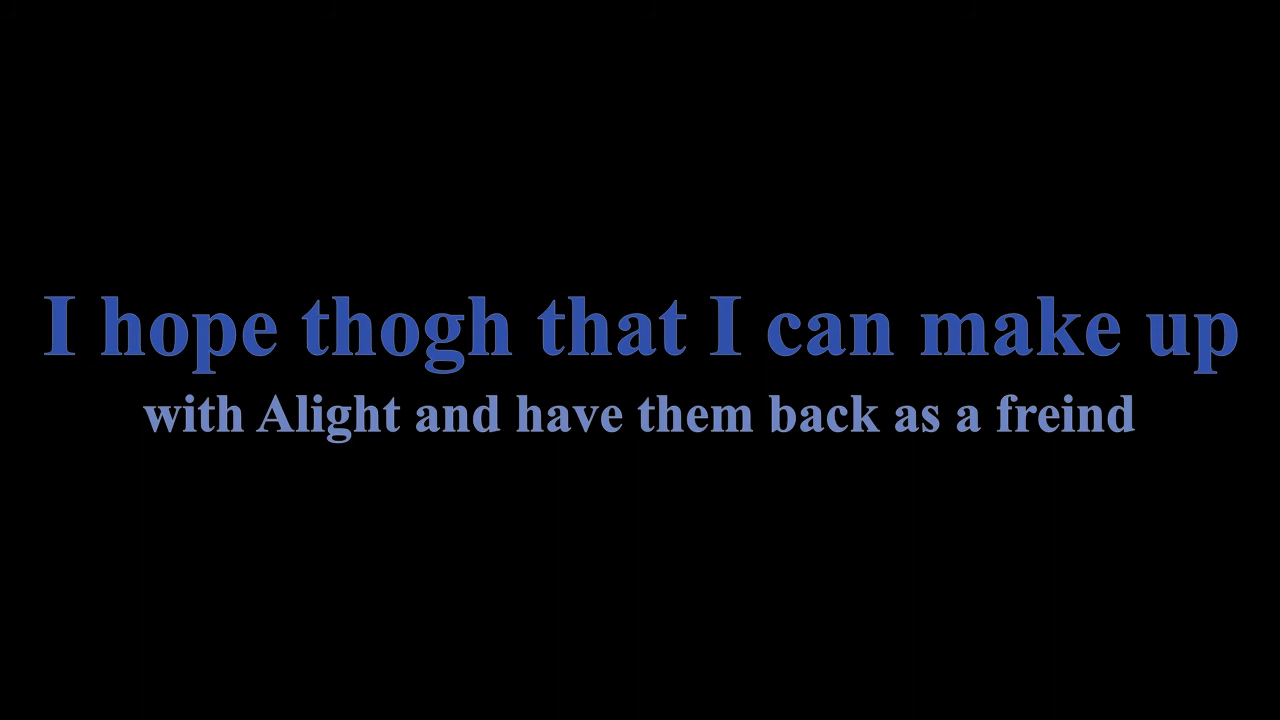 I hope thogh that I can make up
with Alight and have them back as a freind